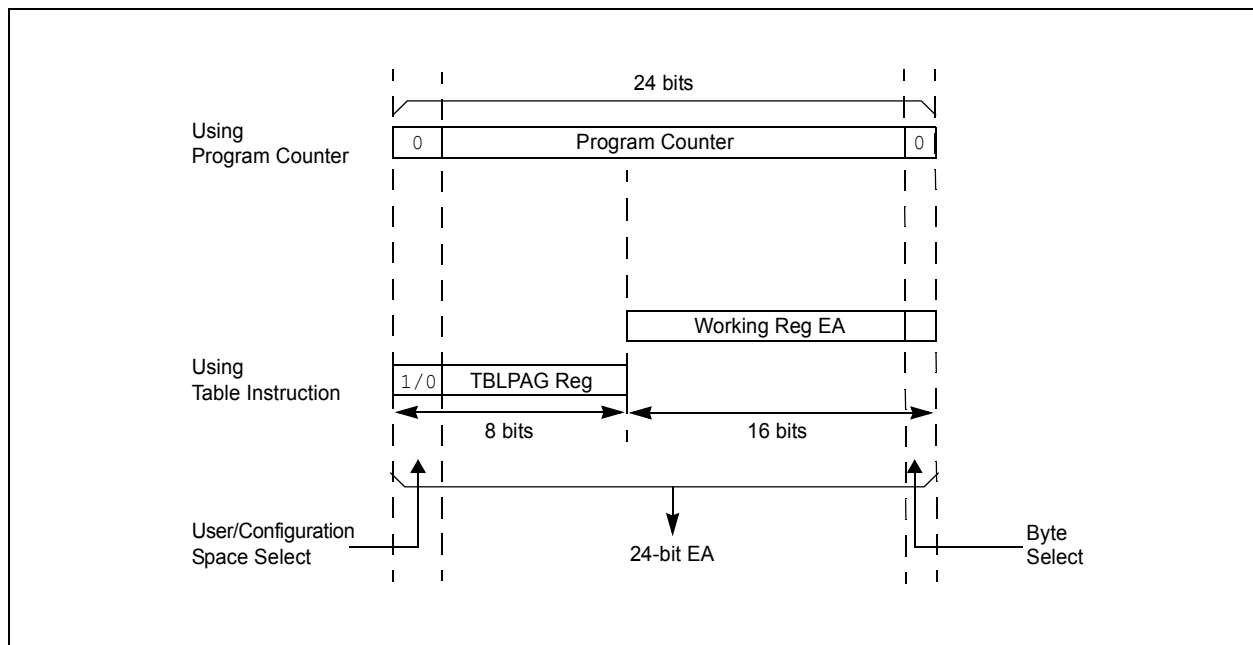 24 bits
Using
Program Counter
0
Program Counter
0
Working Reg EA
Using
Table Instruction
1/0
TBLPAG Reg
8 bits
16 bits
User/Configuration
Space Select
24-bit EA
Byte
Select